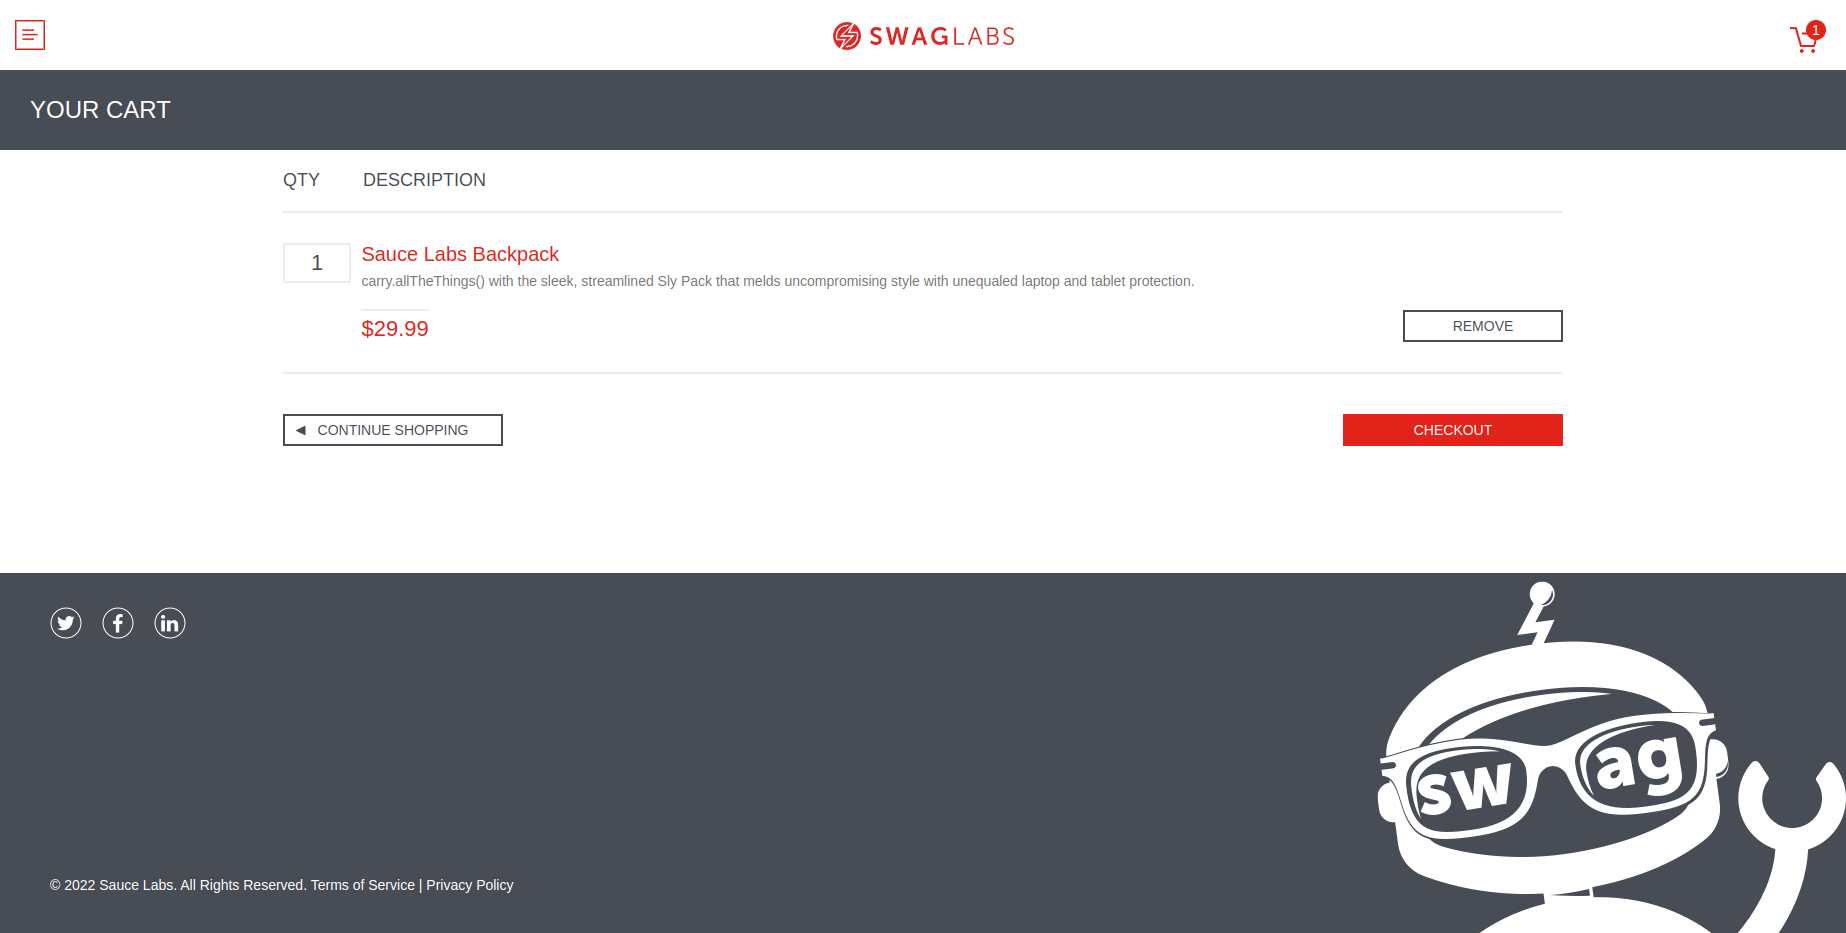 SWAGLABS
1
YOUR CART
QTY DESCRIPTION
1
Sauce Labs Backpack
carry.allTheThings() with the sleek, streamlined Sly Pack that melds uncompromising style with unequaled laptop and tablet protection.
$29.99
REMOVE
CONTINUE SHOPPING
CHECKOUT
sw ag
© 2022 Sauce Labs. All Rights Reserved. Terms of Service | Privacy Policy